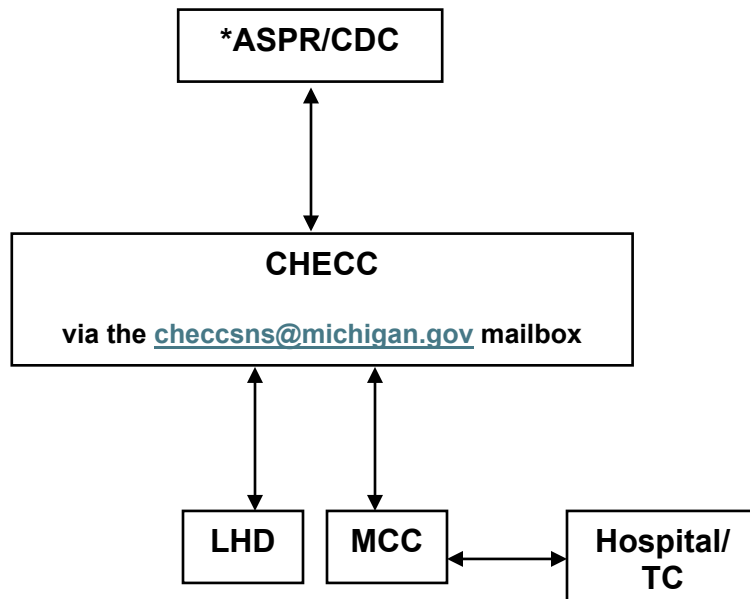 *ASPR/CDC
CHECC
via the checcsns@michigan.gov mailbox
LHD
MCC
Hospital/
TC